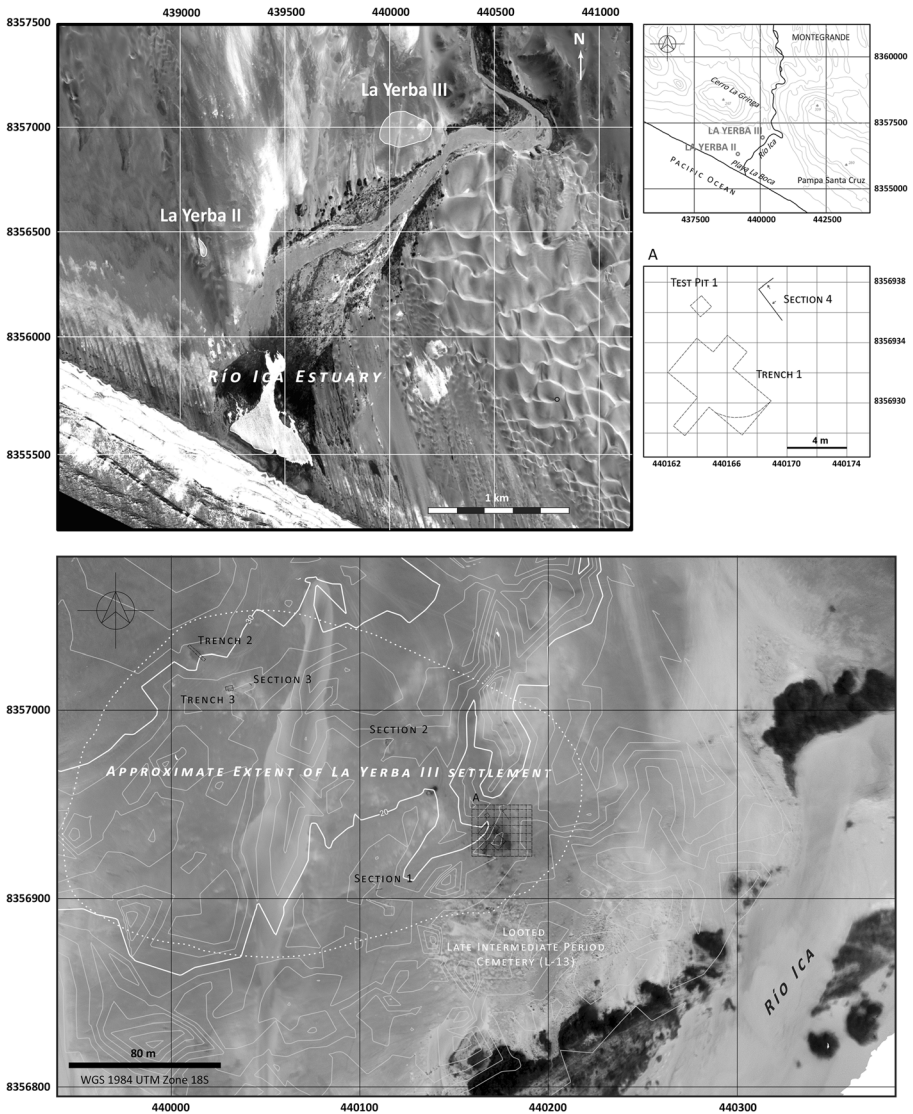 439000 439500 440000 440500 441000
8357500
N
La Yerba III
8357000
La Yerba II
8356500
8356000
Río Ica Estuary
8355500
1 km
MONTEGRANDE
8360000
Cerro La Gringa
LA YERBA III
8357500
LA YERBA II
Río Ica
Playa La Boca
PACIFIC OCEAN
Pampa Santa Cruz
8355000
437500 440000 442500
A
8356938
Test Pit 1
Section 4
8356934
Trench 1
8356930
4 m
440162 440166 440170 440174
30
Trench 2
Section 3
Trench 3
8357000
Section 2
Approximate Extent of La Yerba III settlement
A
20
Section 1
8356900
Looted
Late Intermediate Period
Cemetery (L-13)
Río Ica
80 m
WGS 1984 UTM Zone 18S
8356800
440000 440100 440200 440300